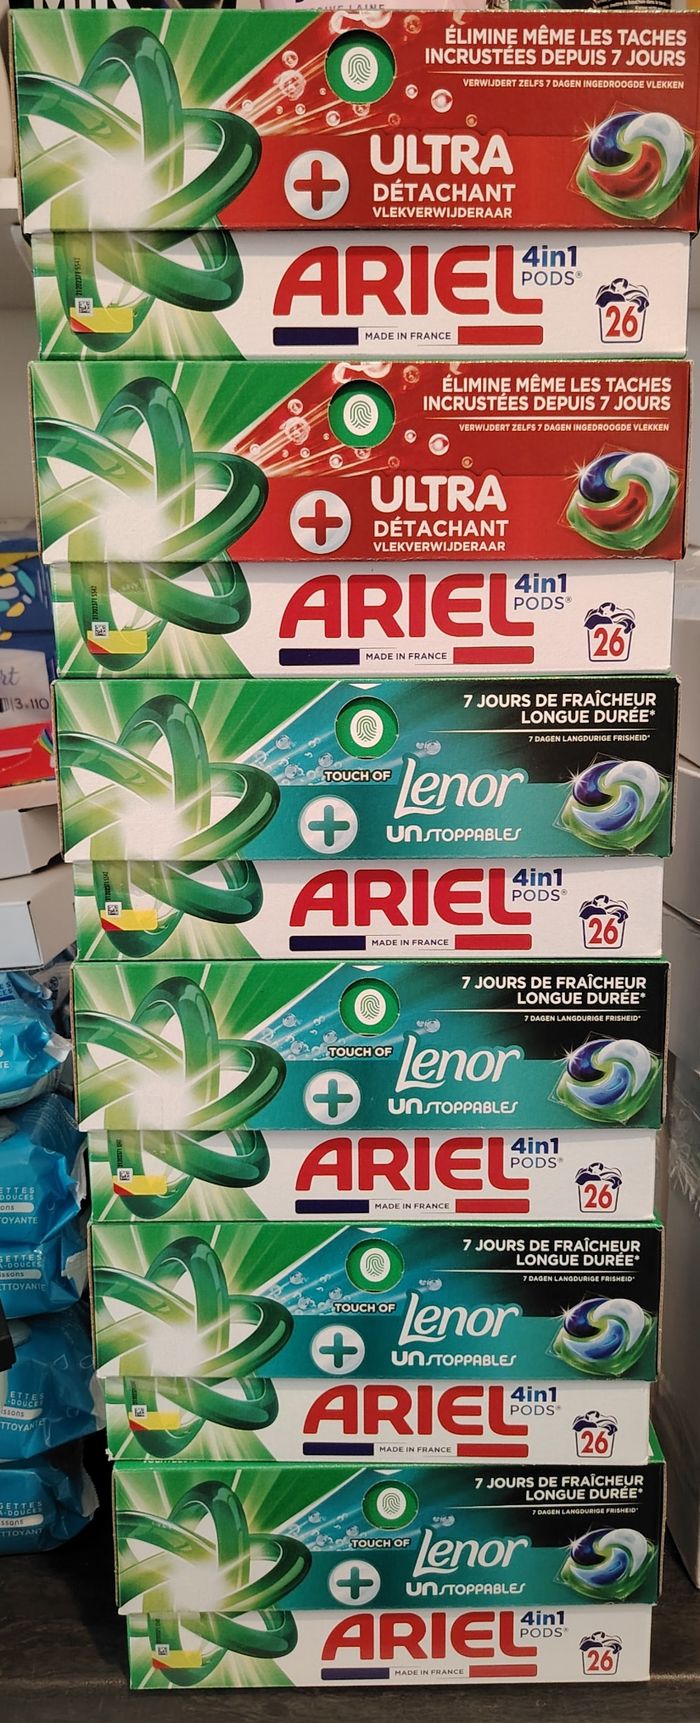 ÉLIMINE MÊME LES TACHES
INCRUSTÉES DEPUIS 7 JOURS
VERWIJDERT ZELFS 7 DAGEN INGEDROOGDE VLEKKEN
ULTRA
DÉTACHANT
VLEKVERWIJDERAAR
ARIEL 4in1
PODS®
MADE IN FRANCE
26
ÉLIMINE MÊME LES TACHES
INCRUSTÉES DEPUIS 7 JOURS
VERWIJDERT ZELFS 7 DAGEN INGEDROOGDE VLEKKEN
ULTRA
DÉTACHANT
VLEKVERWIJDERAAR
ARIEL 4in1
PODS®
MADE IN FRANCE
26
7 JOURS DE FRAÎCHEUR
LONGUE DURÉE*
7 DAGEN LANGDURIGE FRISHEID*
TOUCH OF Lenor
UNSTOPPABLES
ARIEL 4in1
PODS®
MADE IN FRANCE
26
7 JOURS DE FRAÎCHEUR
LONGUE DURÉE*
7 DAGEN LANGDURIGE FRISHEID*
TOUCH OF Lenor
UNSTOPPABLES
ARIEL 4in1
PODS®
MADE IN FRANCE
26
7 JOURS DE FRAÎCHEUR
LONGUE DURÉE*
7 DAGEN LANGDURIGE FRISHEID*
TOUCH OF Lenor
UNSTOPPABLES
ARIEL 4in1
PODS®
MADE IN FRANCE
26
7 JOURS DE FRAÎCHEUR
LONGUE DURÉE*
7 DAGEN LANGDURIGE FRISHEID*
TOUCH OF Lenor
UNSTOPPABLES
ARIEL 4in1
PODS®
MADE IN FRANCE
26